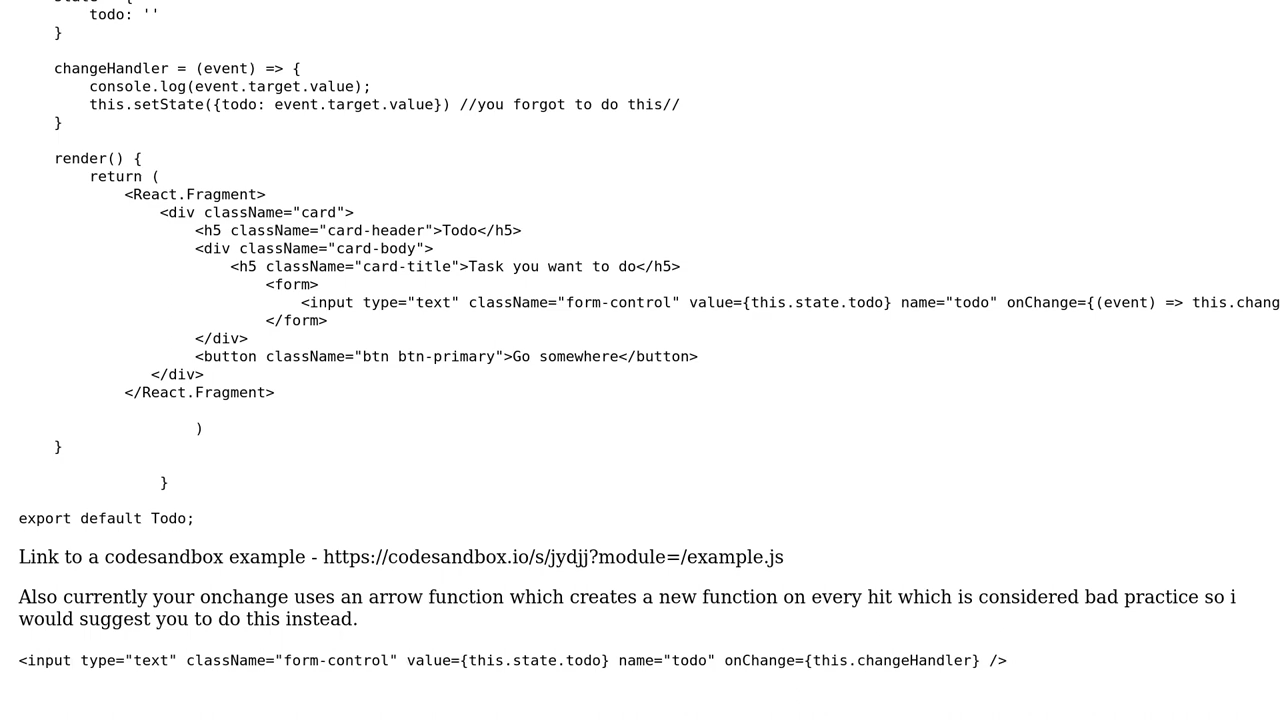 todo: ''
}
changeHandler = (event) => {
console.log(event.target.value);
this.setState({todo: event.target.value}) //you forgot to do this//
}
render() {
return (
<React.Fragment>
<div className="card">
<h5 className="card-header">Todo</h5>
<div className="card-body">
<h5 className="card-title">Task you want to do</h5>
<form>
<input type="text" className="form-control" value={this.state.todo} name="todo" onChange={(event) => this.chang
</form>
</div>
<button className="btn btn-primary">Go somewhere</button>
</div>
</React.Fragment>
)
}
}
export default Todo;
Link to a codesandbox example - https://codesandbox.io/s/jydjj?module=/example.js
Also currently your onchange uses an arrow function which creates a new function on every hit which is considered bad practice so i
would suggest you to do this instead.
<input type="text" className="form-control" value={this.state.todo} name="todo" onChange={this.changeHandler} />